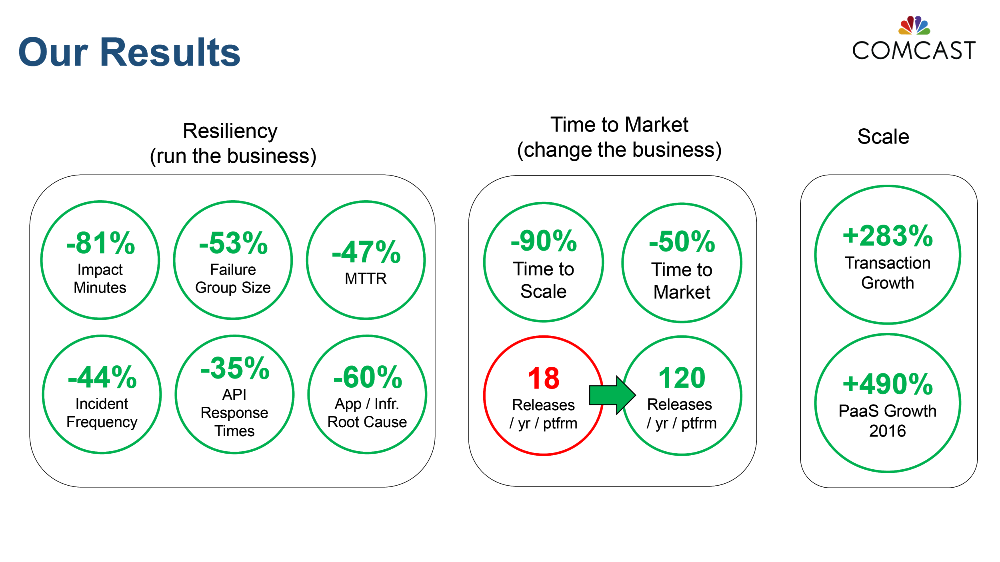 Our Results
COMCAST
Resiliency
(run the business)
-81%
Impact
Minutes
-53%
Failure
Group Size
-47%
MTTR
-44%
Incident
Frequency
-35%
API
Response
Times
-60%
App / Infr.
Root Cause
Time to Market
(change the business)
-90%
Time to
Scale
-50%
Time to
Market
18
Releases
/ yr / ptfrm
120
Releases
/ yr / ptfrm
Scale
+283%
Transaction
Growth
+490%
PaaS Growth
2016